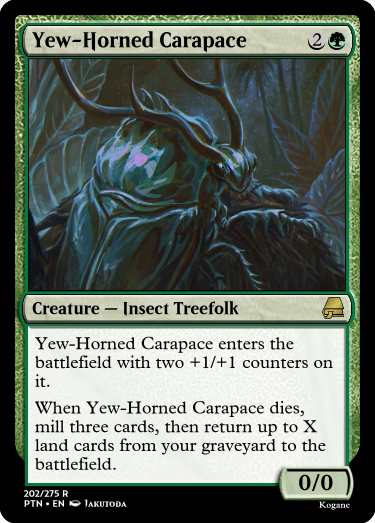 Yew-Horned Carapace 2
Creature — Insect Treefolk
Yew-Horned Carapace enters the
battlefield with two +1/+1 counters on
it.
When Yew-Horned Carapace dies,
mill three cards, then return up to X
land cards from your graveyard to the
battlefield.
0/0
202/275 R
PTN • EN Jakutoda
Kogane